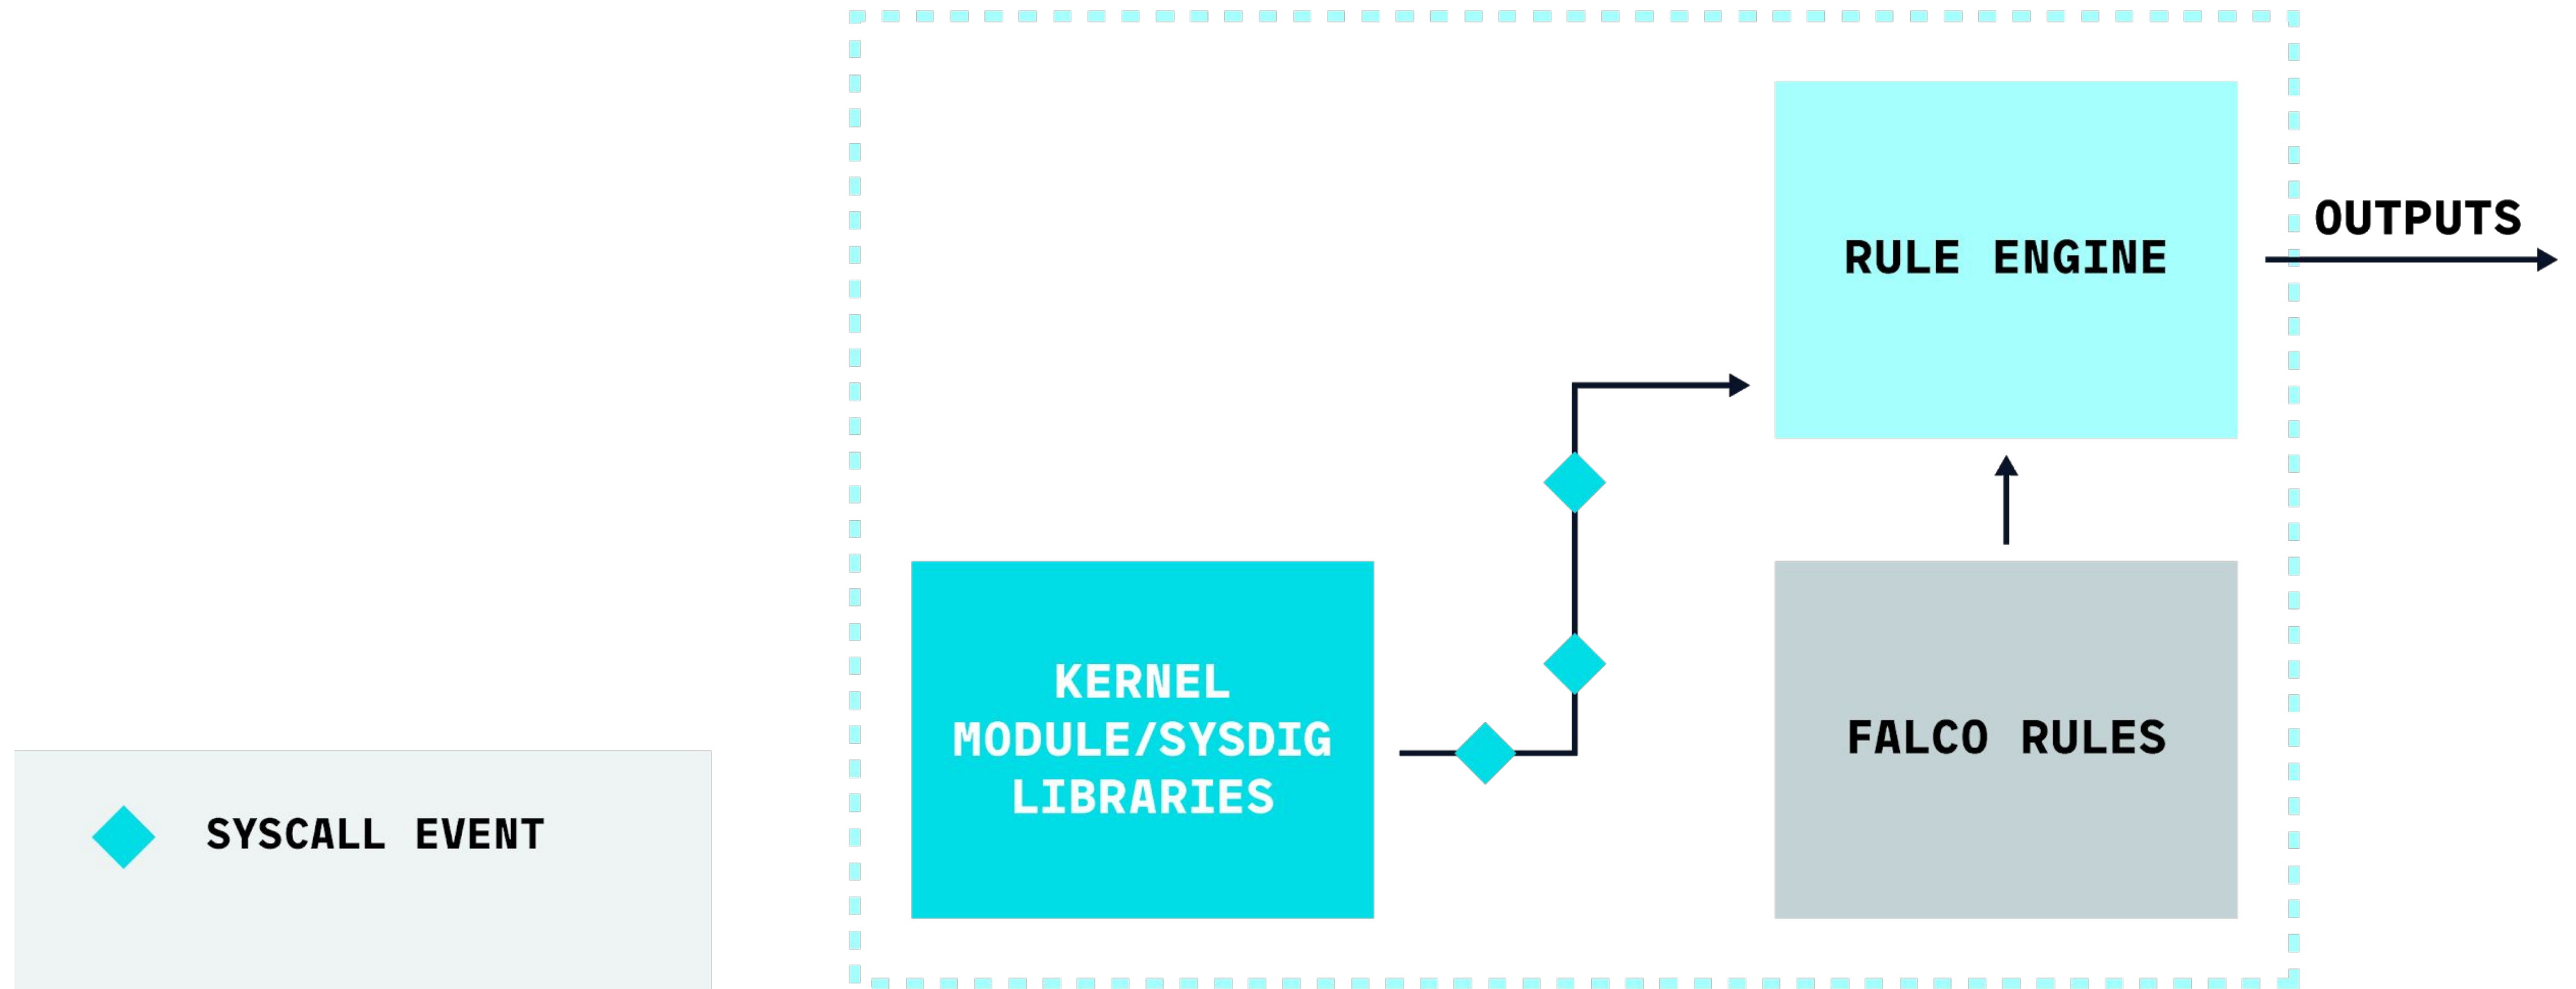 OUTPUTS
RULE ENGINE
KERNEL
MODULE/SYSDIG
LIBRARIES
FALCO RULES
SYSCALL EVENT